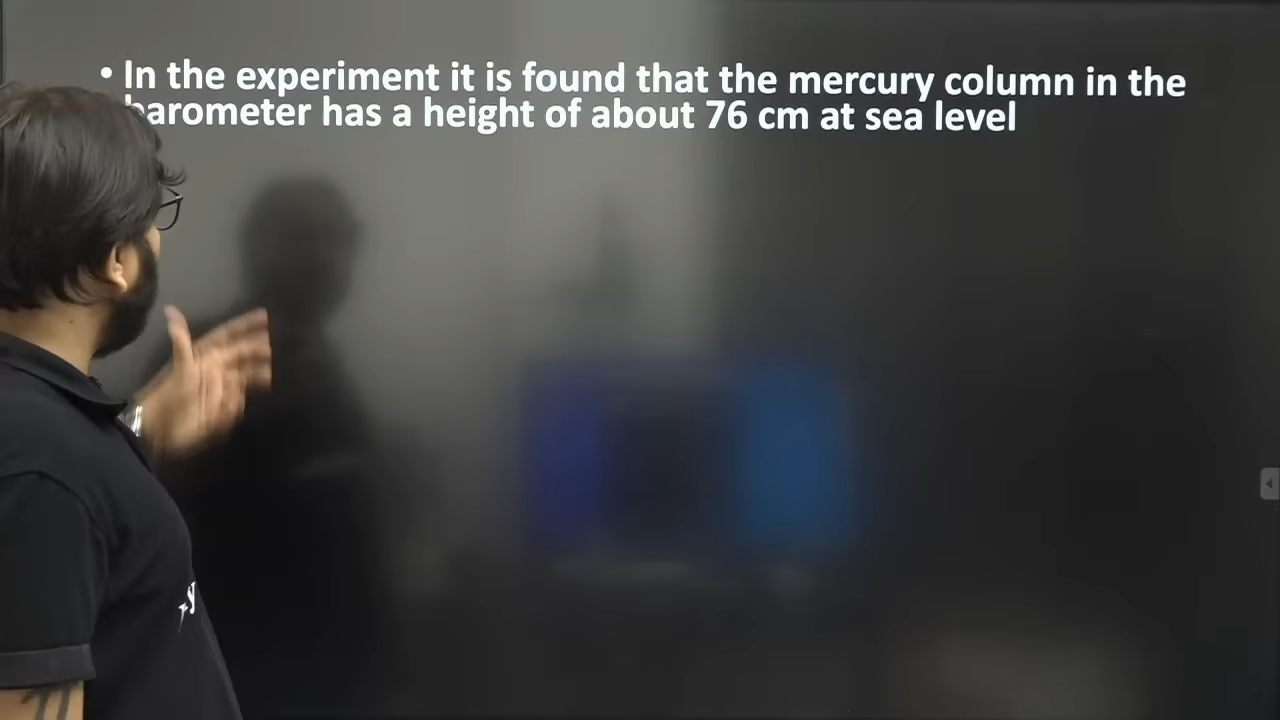 • In the experiment it is found that the mercury column in the
barometer has a height of about 76 cm at sea level